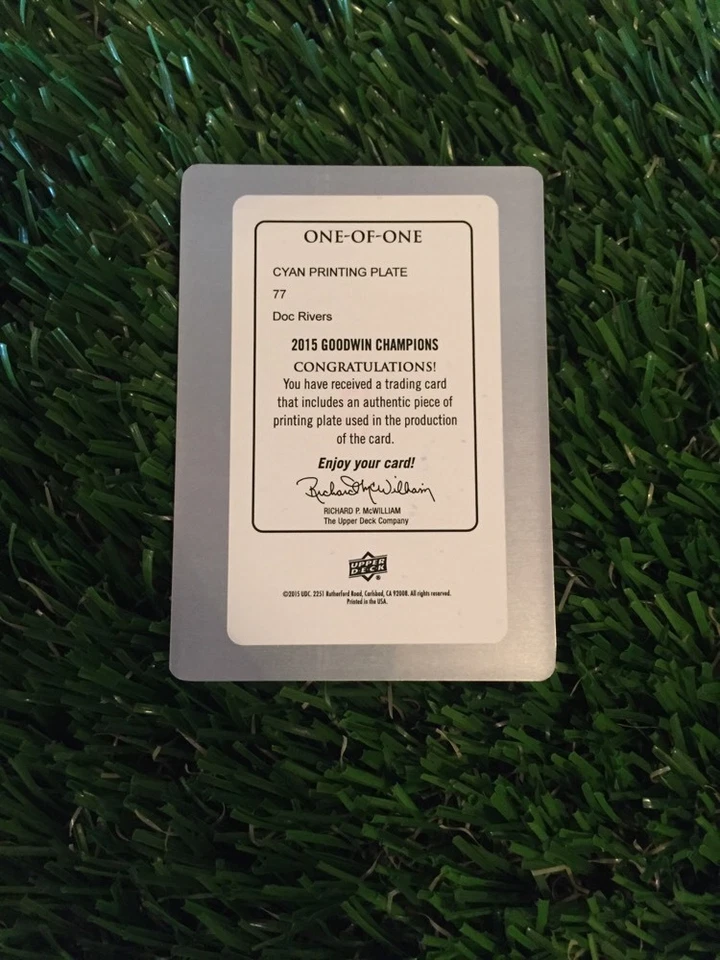 ONE-OF-ONE
CYAN PRINTING PLATE
77
Doc Rivers
2015 GOODWIN CHAMPIONS
CONGRATULATIONS!
You have received a trading card
that includes an authentic piece of
printing plate used in the production
of the card.
Enjoy your card!
Richard McWilliam
RICHARD P. McWILLIAM
The Upper Deck Company
UPPER
DECK
®
©2015 UDC. 2251 Rutherford Road, Carlsbad, CA 92008. All rights reserved.
Printed in the USA.